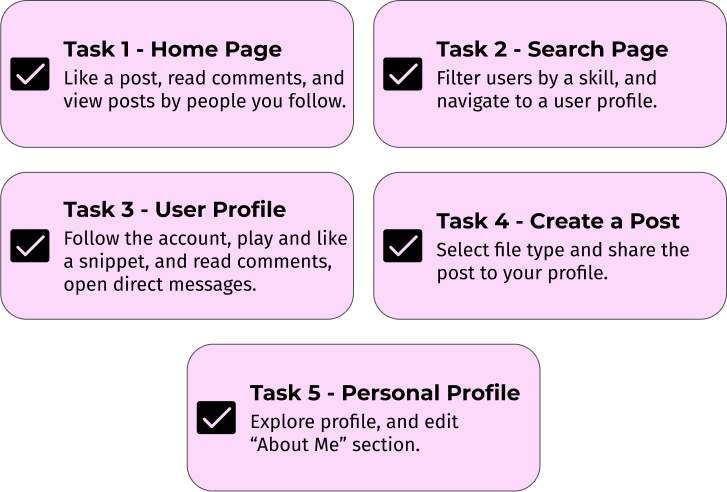 Task 1 - Home Page
Like a post, read comments, and
view posts by people you follow.
Task 2 - Search Page
Filter users by a skill, and
navigate to a user profile.
Task 3 - User Profile
Follow the account, play and like
a snippet, and read comments,
open direct messages.
Task 4 - Create a Post
Select file type and share the
post to your profile.
Task 5 - Personal Profile
Explore profile, and edit
“About Me” section.